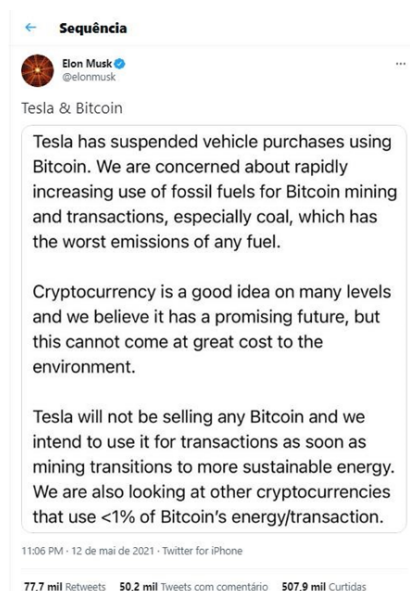 Sequência
Elon Musk
@elonmusk
Tesla & Bitcoin
Tesla has suspended vehicle purchases using
Bitcoin. We are concerned about rapidly
increasing use of fossil fuels for Bitcoin mining
and transactions, especially coal, which has
the worst emissions of any fuel.
Cryptocurrency is a good idea on many levels
and we believe it has a promising future, but
this cannot come at great cost to the
environment.
Tesla will not be selling any Bitcoin and we
intend to use it for transactions as soon as
mining transitions to more sustainable energy.
We are also looking at other cryptocurrencies
that use <1% of Bitcoin's energy/transaction.
11:06 PM · 12 de mai de 2021 · Twitter for iPhone
77.7 mil Retweets 50.2 mil Tweets com comentário 507.9 mil Curtidas